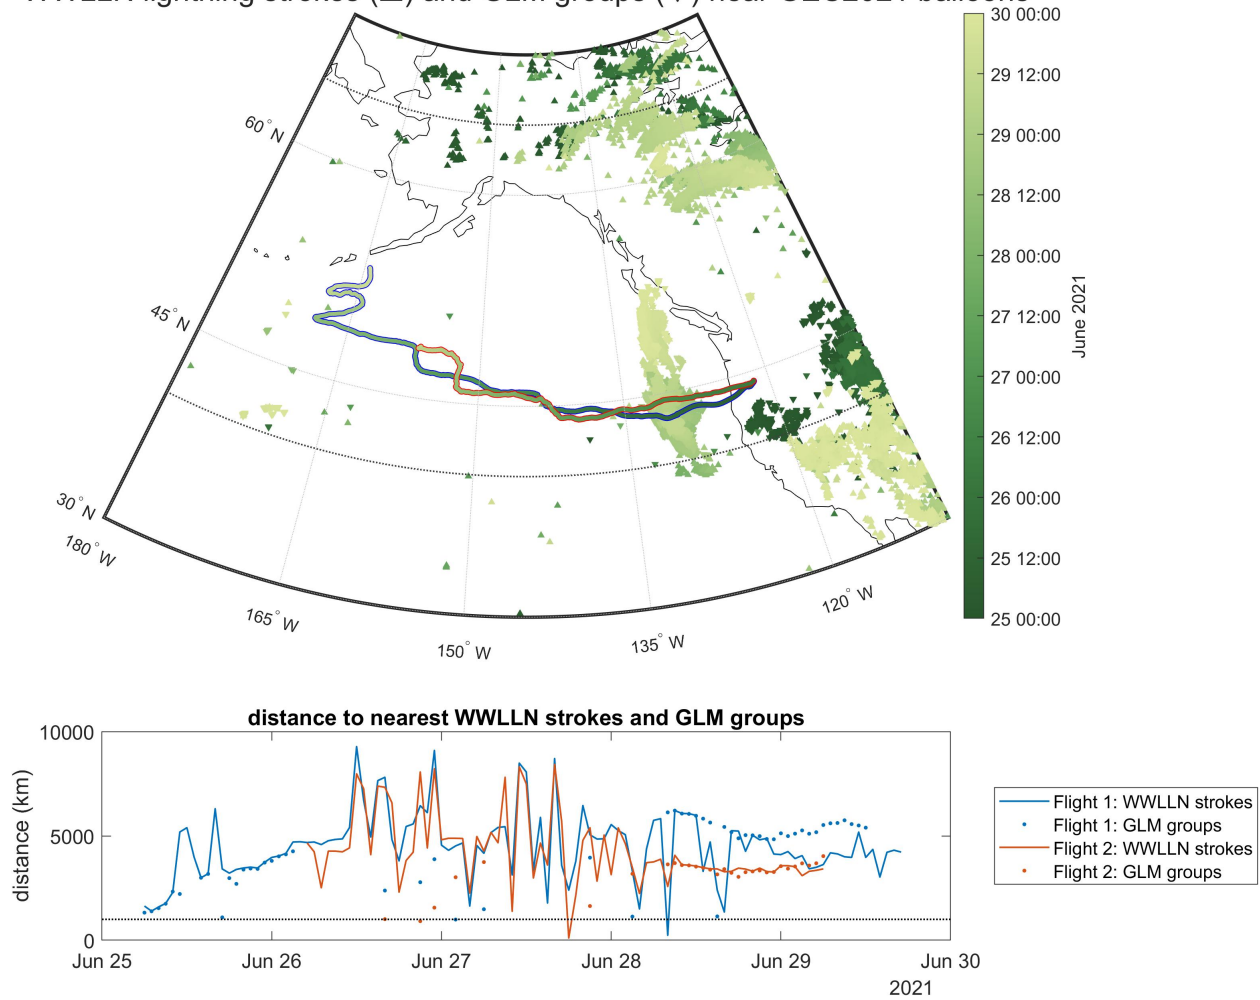 60° N
45° N
30° N
180° W
165° W
150° W
135° W
120° W
30 00:00
29 12:00
29 00:00
28 12:00
28 00:00
27 12:00
27 00:00
26 12:00
26 00:00
25 12:00
25 00:00
June 2021
distance to nearest WWLLN strokes and GLM groups
10000
5000
0
distance (km)
Jun 25
Jun 26
Jun 27
Jun 28
Jun 29
Jun 30
2021
Flight 1: WWLLN strokes
Flight 1: GLM groups
Flight 2: WWLLN strokes
Flight 2: GLM groups